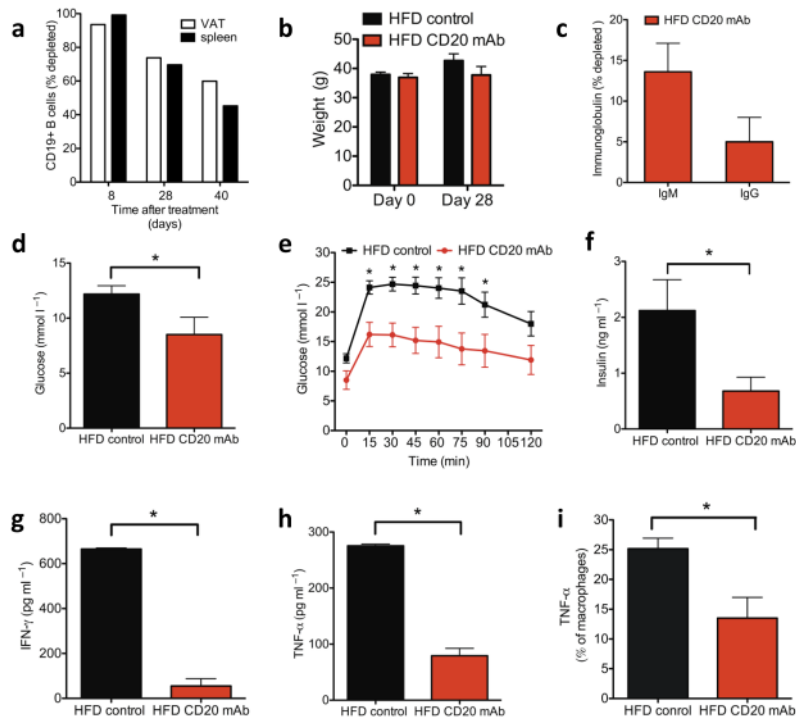 a
CD19+ B cells (% depleted)
100
80
60
40
20
0
VAT
spleen
8 28 40
Time after treatment
(days)
b
HFD control
HFD CD20 mAb
Weight (g)
50
40
30
20
10
0
Day 0 Day 28
c
HFD CD20 mAb
Immunoglobulin (% depleted)
20
15
10
5
0
IgM IgG
d
*
Glucose (mmol l⁻¹)
15
10
5
0
HFD control HFD CD20 mAb
e
HFD control HFD CD20 mAb
* * * * * *
Glucose (mmol l⁻¹)
30
25
20
15
10
5
0
0 15 30 45 60 75 90 105 120
Time (min)
f
*
Insulin (ng ml⁻¹)
3
2
1
0
HFD control HFD CD20 mAb
g
*
IFN-γ (pg ml⁻¹)
800
600
400
200
0
HFD control HFD CD20 mAb
h
*
TNF-α (pg ml⁻¹)
300
200
100
0
HFD control HFD CD20 mAb
i
*
TNF-α
(% of macrophages)
30
25
20
15
10
5
0
HFD control HFD CD20 mAb